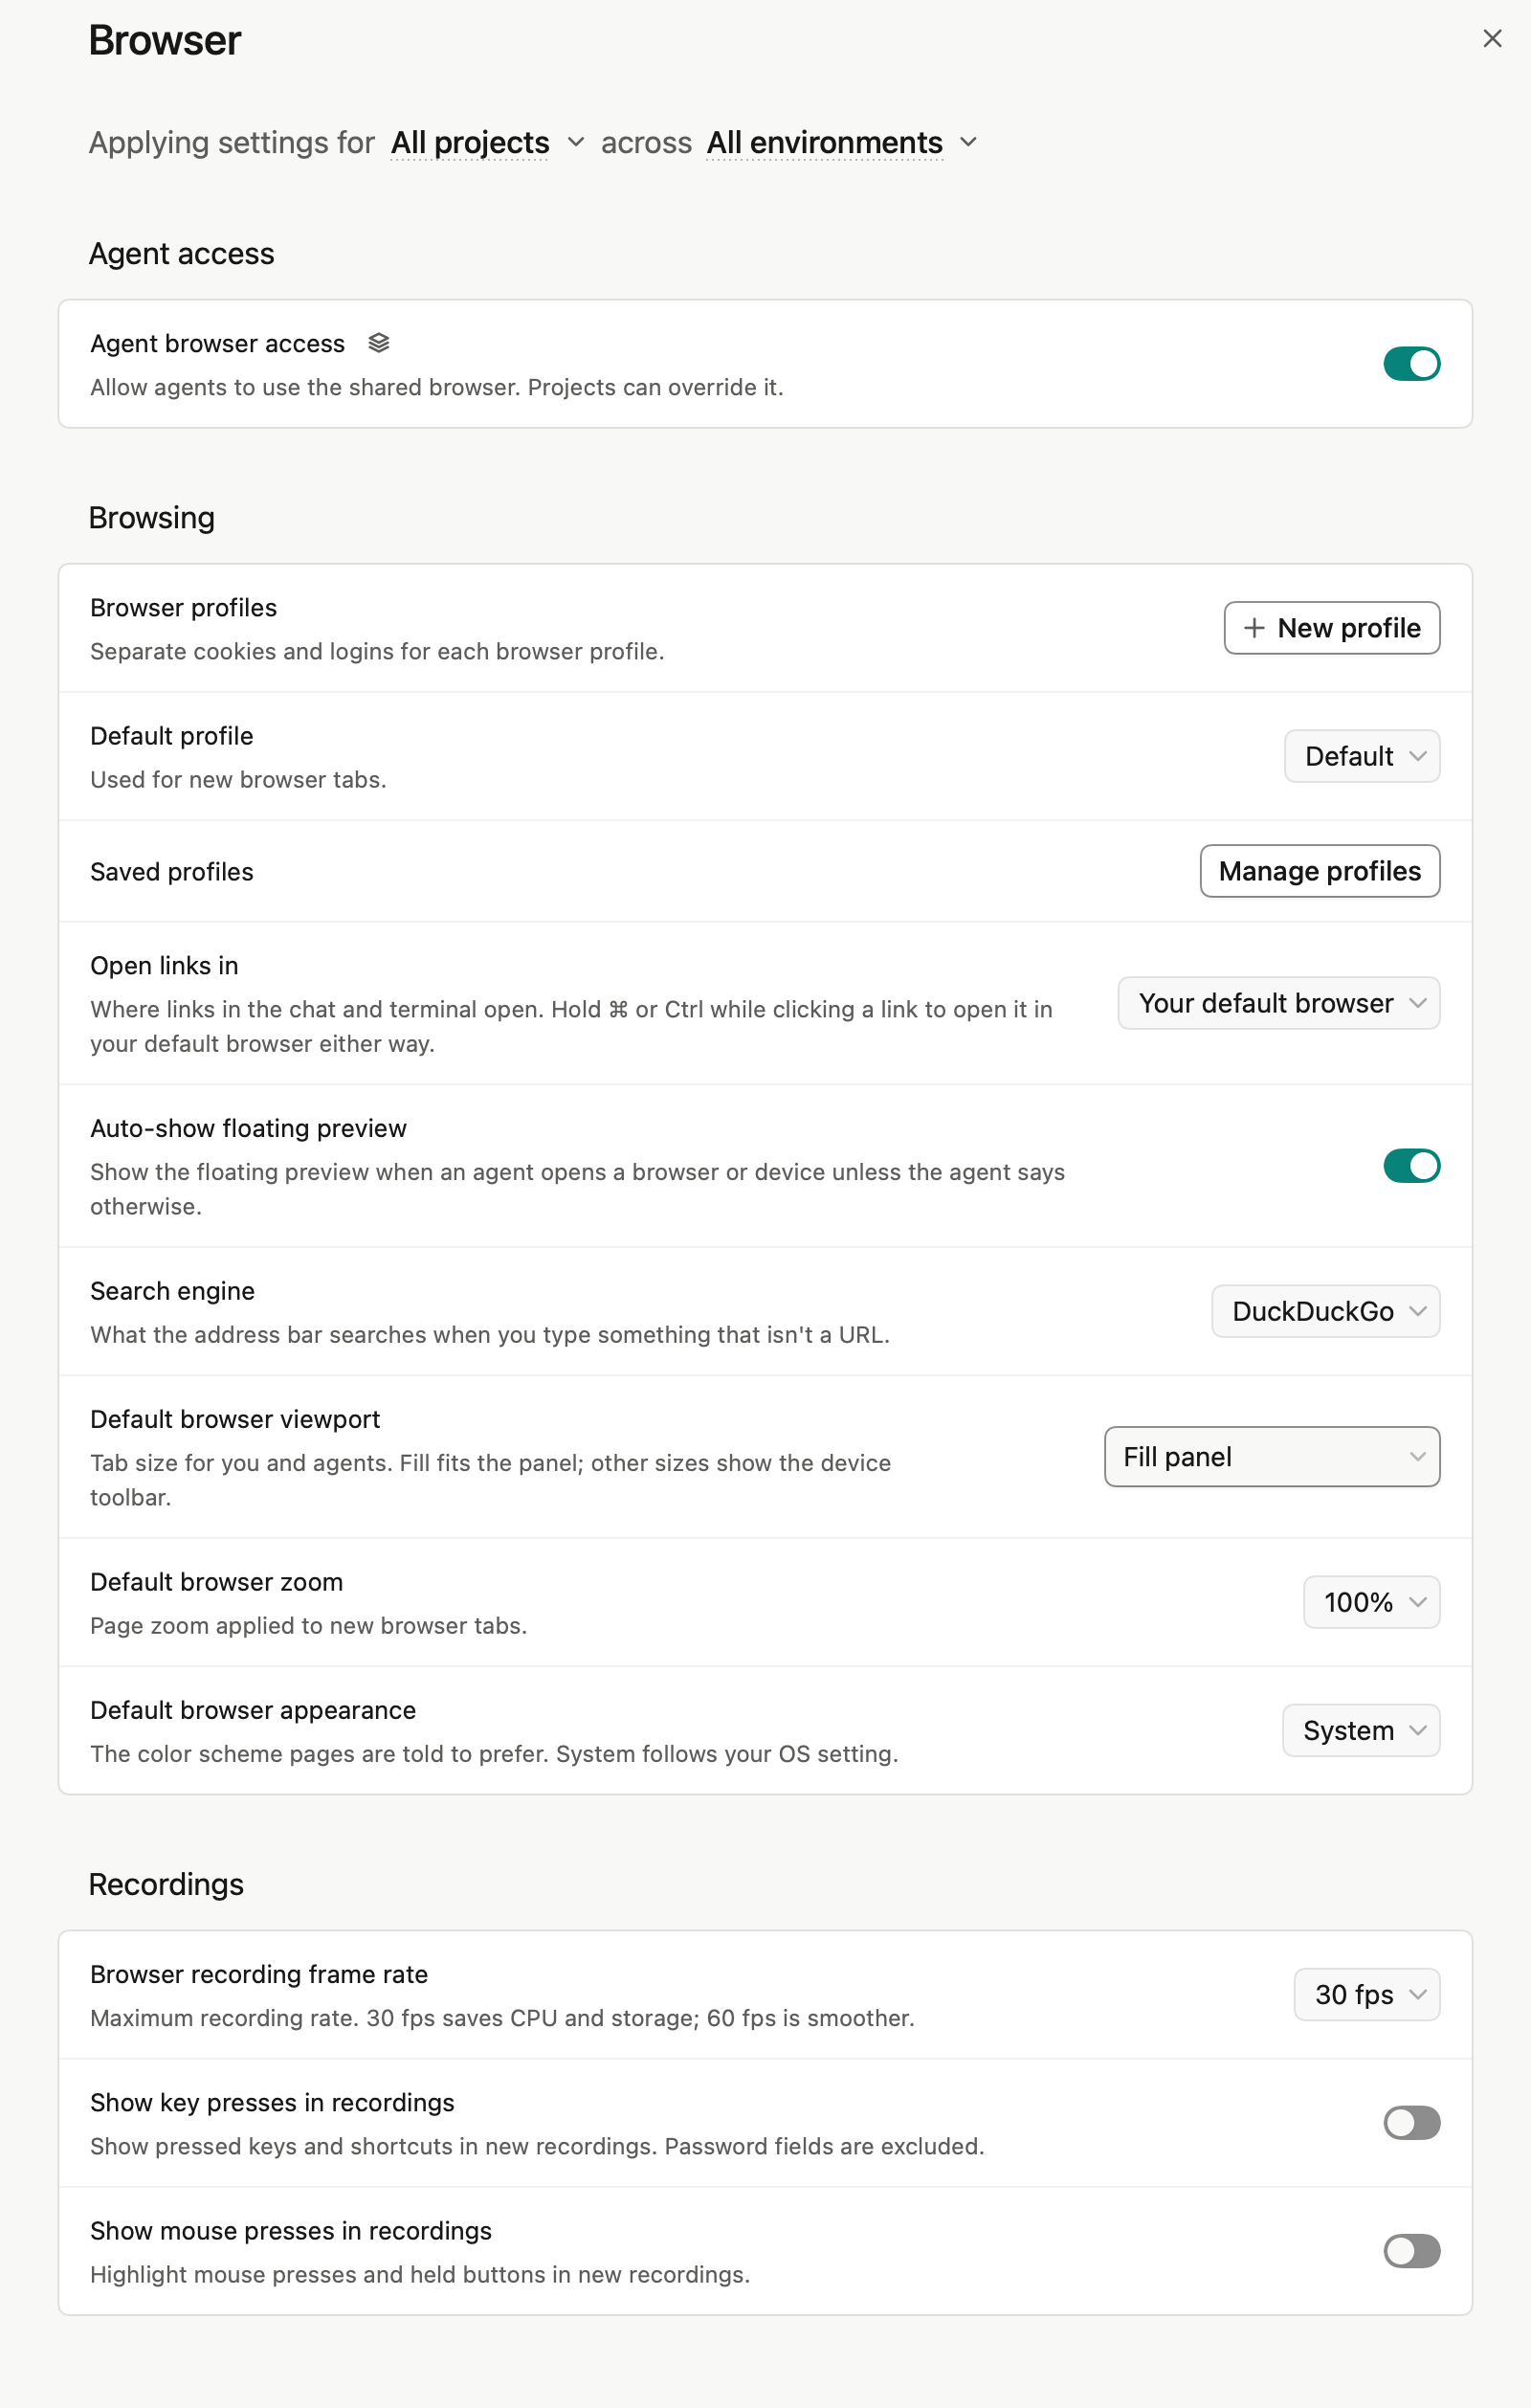 Browser
Applying settings for All projects across All environments
Agent access
Agent browser access
Allow agents to use the shared browser. Projects can override it.
Browsing
Browser profiles
Separate cookies and logins for each browser profile.
New profile
Default profile
Used for new browser tabs.
Default
Saved profiles
Manage profiles
Open links in
Where links in the chat and terminal open. Hold ⌘ or Ctrl while clicking a link to open it in
your default browser either way.
Your default browser
Auto-show floating preview
Show the floating preview when an agent opens a browser or device unless the agent says
otherwise.
Search engine
What the address bar searches when you type something that isn't a URL.
DuckDuckGo
Default browser viewport
Tab size for you and agents. Fill fits the panel; other sizes show the device
toolbar.
Fill panel
Default browser zoom
Page zoom applied to new browser tabs.
100%
Default browser appearance
The color scheme pages are told to prefer. System follows your OS setting.
System
Recordings
Browser recording frame rate
Maximum recording rate. 30 fps saves CPU and storage; 60 fps is smoother.
30 fps
Show key presses in recordings
Show pressed keys and shortcuts in new recordings. Password fields are excluded.
Show mouse presses in recordings
Highlight mouse presses and held buttons in new recordings.